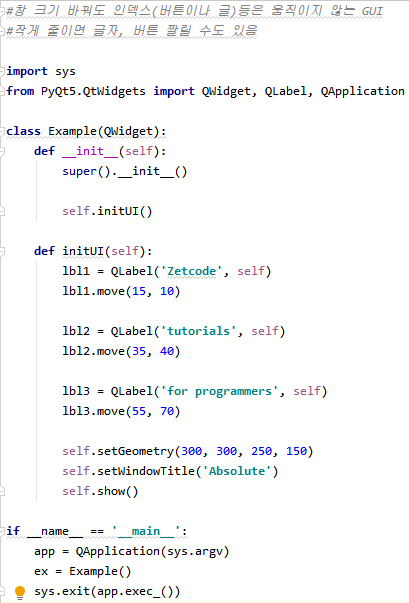 #창 크기 바꿔도 인덱스(버튼이나 글)등은 움직이지 않는 GUI
#작게 줄이면 글자, 버튼 짤릴 수도 있음
import sys
from PyQt5.QtWidgets import QWidget, QLabel, QApplication
class Example(QWidget):
    def __init__(self):
        super().__init__()
        self.initUI()
    def initUI(self):
        lbl1 = QLabel('Zetcode', self)
        lbl1.move(15, 10)
        lbl2 = QLabel('tutorials', self)
        lbl2.move(35, 40)
        lbl3 = QLabel('for programmers', self)
        lbl3.move(55, 70)
        self.setGeometry(300, 300, 250, 150)
        self.setWindowTitle('Absolute')
        self.show()
if __name__ == '__main__':
    app = QApplication(sys.argv)
    ex = Example()
    sys.exit(app.exec_())